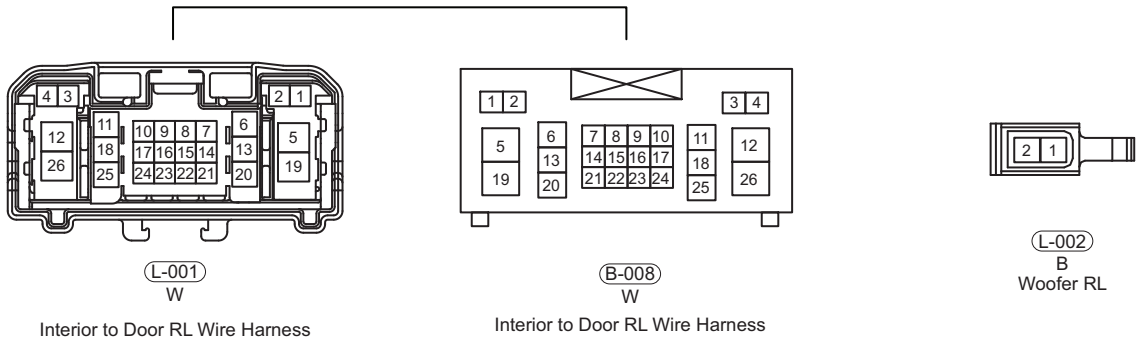 4 3 2 1
12 11 10 9 8 7 6 5
18 17 16 15 14 13
26 25 24 23 22 21 20 19
L-001
W
Interior to Door RL Wire Harness
1 2 3 4
5 6 7 8 9 10 11 12
13 14 15 16 17 18
19 20 21 22 23 24 25 26
B-008
W
Interior to Door RL Wire Harness
2 1
L-002
B
Woofer RL